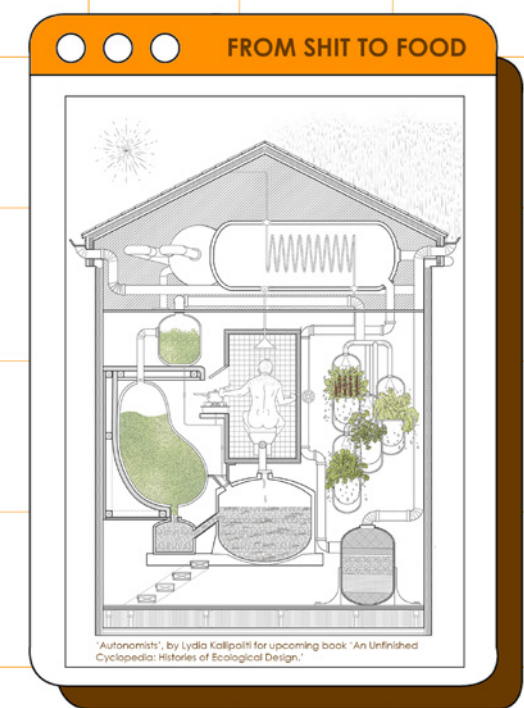 FROM SHIT TO FOOD
‘Autonomists’, by Lydia Kallipoliti for upcoming book ‘An Unfinished
Cyclopedia: Histories of Ecological Design.’